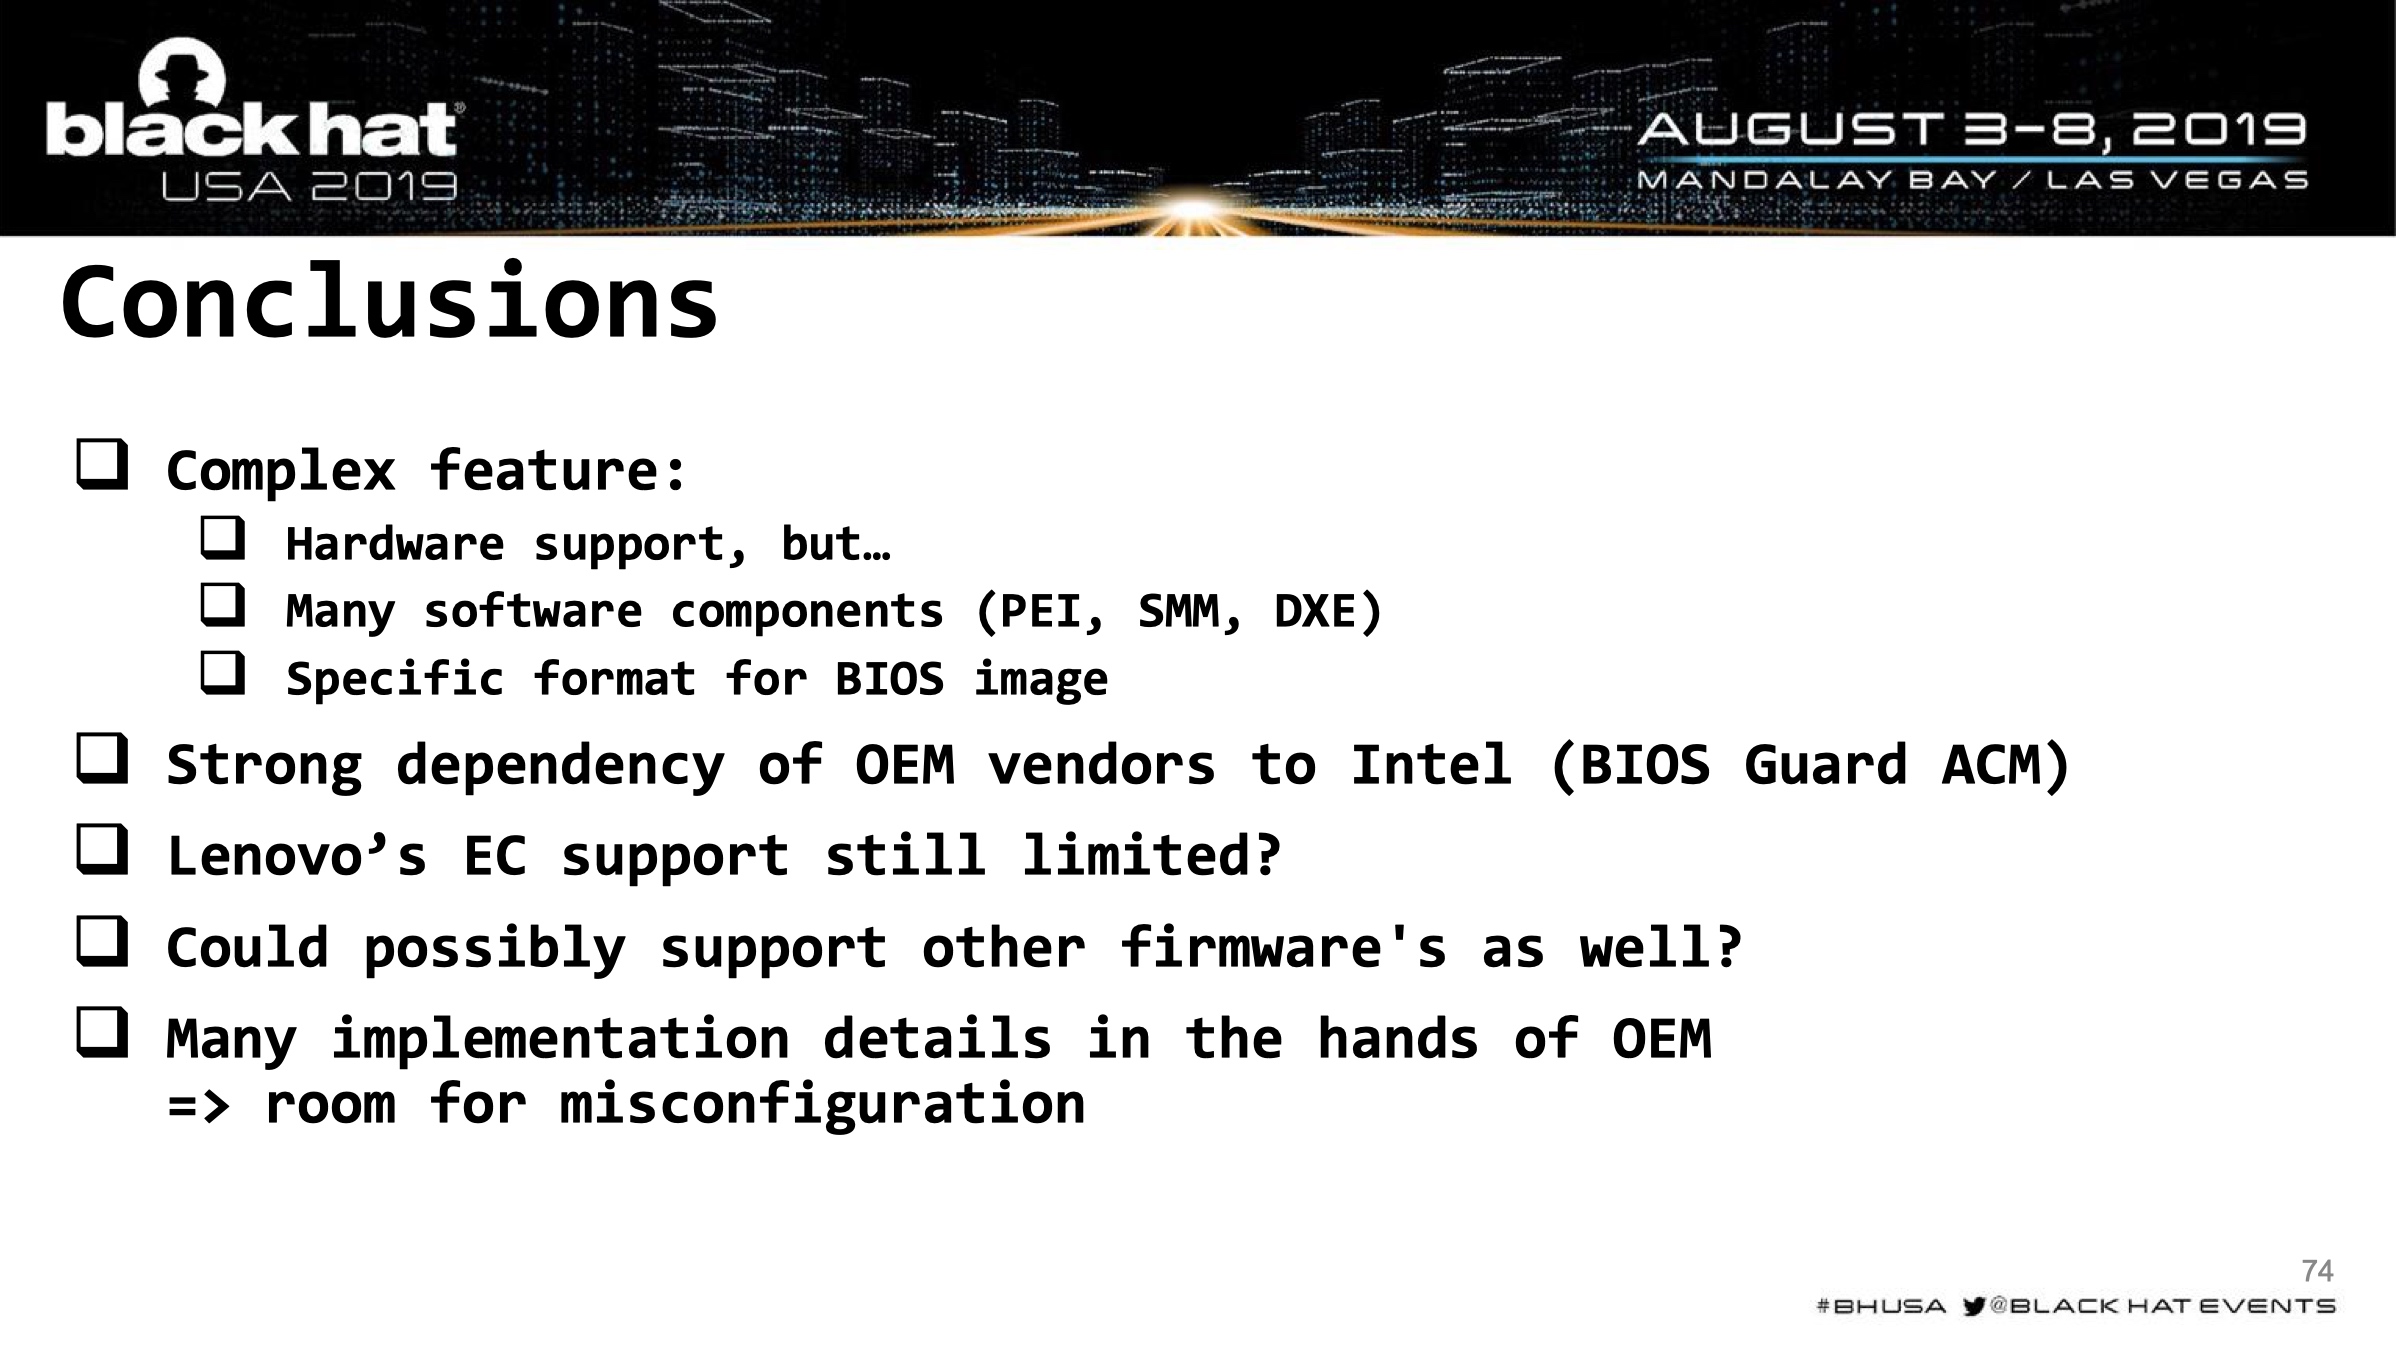 black hat®
USA 2019
AUGUST 3-8, 2019
MANDALAY BAY / LAS VEGAS
Conclusions
❑ Complex feature:
❑ Hardware support, but…
❑ Many software components (PEI, SMM, DXE)
❑ Specific format for BIOS image
❑ Strong dependency of OEM vendors to Intel (BIOS Guard ACM)
❑ Lenovo’s EC support still limited?
❑ Could possibly support other firmware's as well?
❑ Many implementation details in the hands of OEM
=> room for misconfiguration
74
#BHUSA @BLACK HAT EVENTS